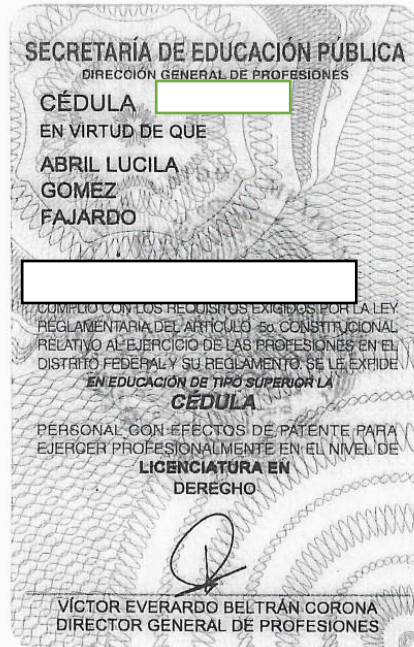 SECRETARÍA DE EDUCACIÓN PÚBLICA
DIRECCIÓN GENERAL DE PROFESIONES
CÉDULA
EN VIRTUD DE QUE
ABRIL LUCILA
GOMEZ
FAJARDO
CUMPLIO CON LOS REQUISITOS EXIGIDOS POR LA LEY
REGLAMENTARIA DEL ARTICULO 5o. CONSTITUCIONAL
RELATIVO AL EJERCICIO DE LAS PROFESIONES EN EL
DISTRITO FEDERAL Y SU REGLAMENTO, SE LE EXPIDE
EN EDUCACIÓN DE TIPO SUPERIOR LA
CÉDULA
PERSONAL CON EFECTOS DE PATENTE PARA
EJERCER PROFESIONALMENTE EN EL NIVEL DE
LICENCIATURA EN
DERECHO
VÍCTOR EVERARDO BELTRÁN CORONA
DIRECTOR GENERAL DE PROFESIONES